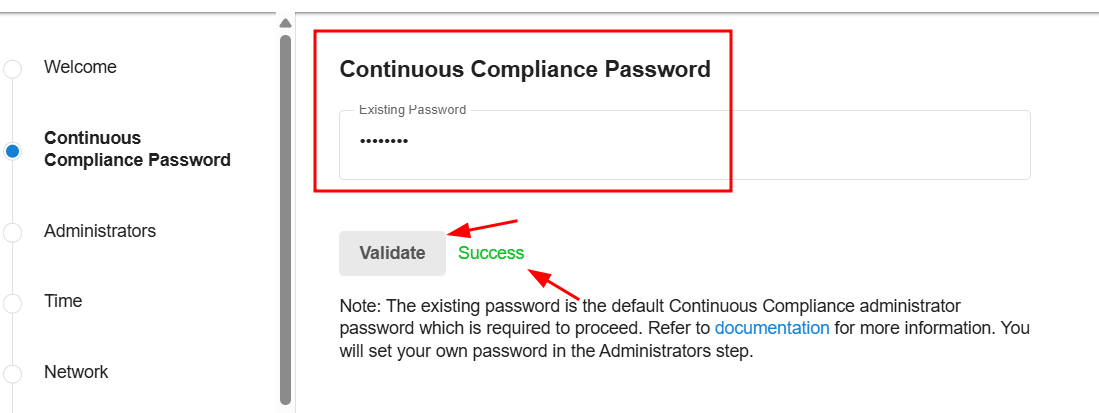 Welcome
Continuous
Compliance Password
Administrators
Time
Network
Continuous Compliance Password
Existing Password
••••••••
Validate
Success
Note: The existing password is the default Continuous Compliance administrator
password which is required to proceed. Refer to documentation for more information. You
will set your own password in the Administrators step.